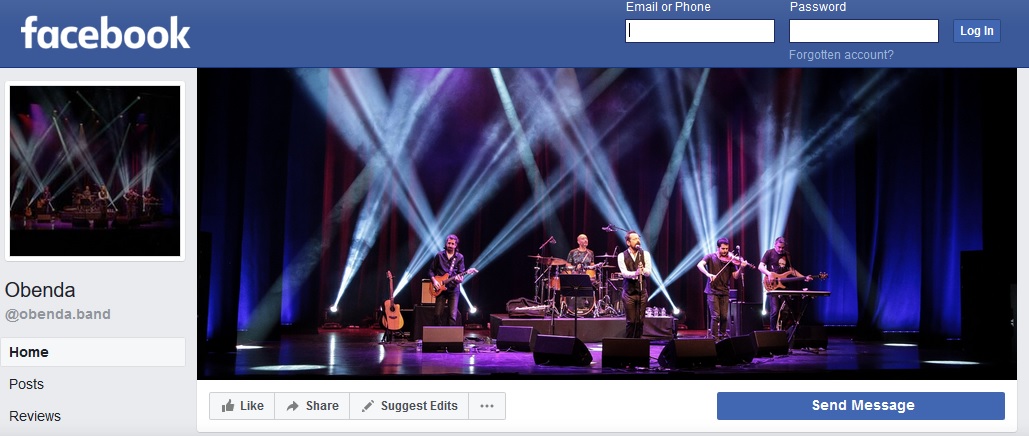 facebook
Email or Phone
Password
Log In
Forgotten account?
Obenda
@obenda.band
Home
Posts
Reviews
Like
Share
Suggest Edits
...
Send Message